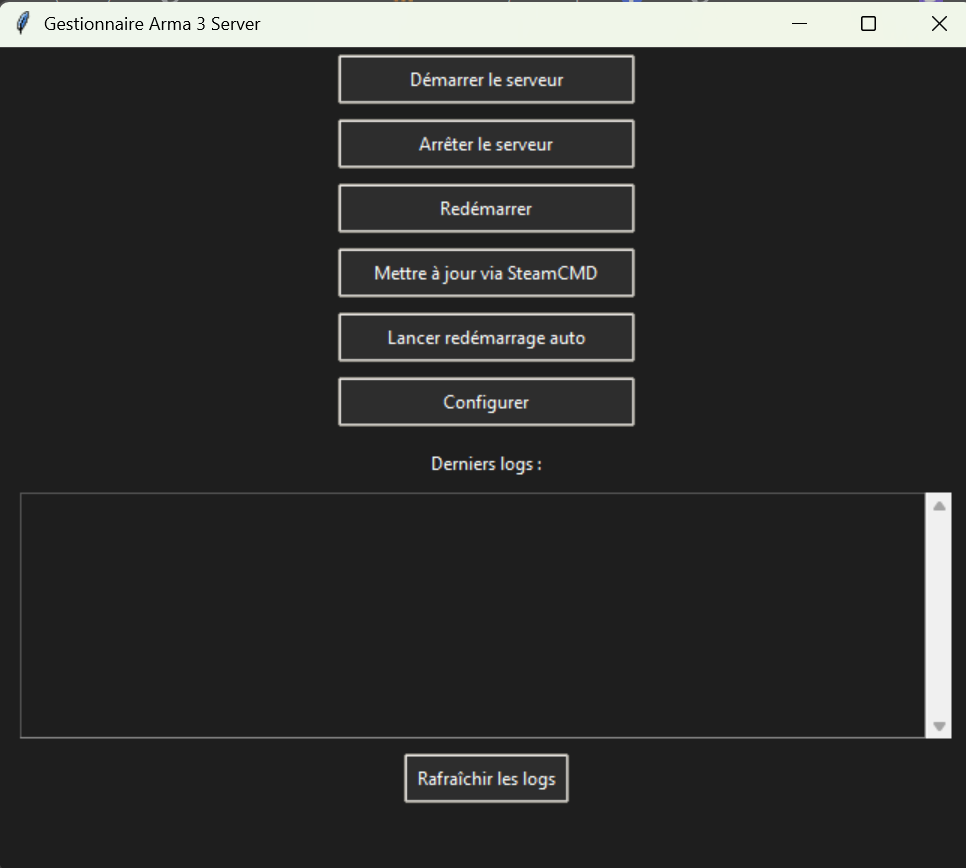 Gestionnaire Arma 3 Server
Démarrer le serveur
Arrêter le serveur
Redémarrer
Mettre à jour via SteamCMD
Lancer redémarrage auto
Configurer
Derniers logs :
Rafraîchir les logs